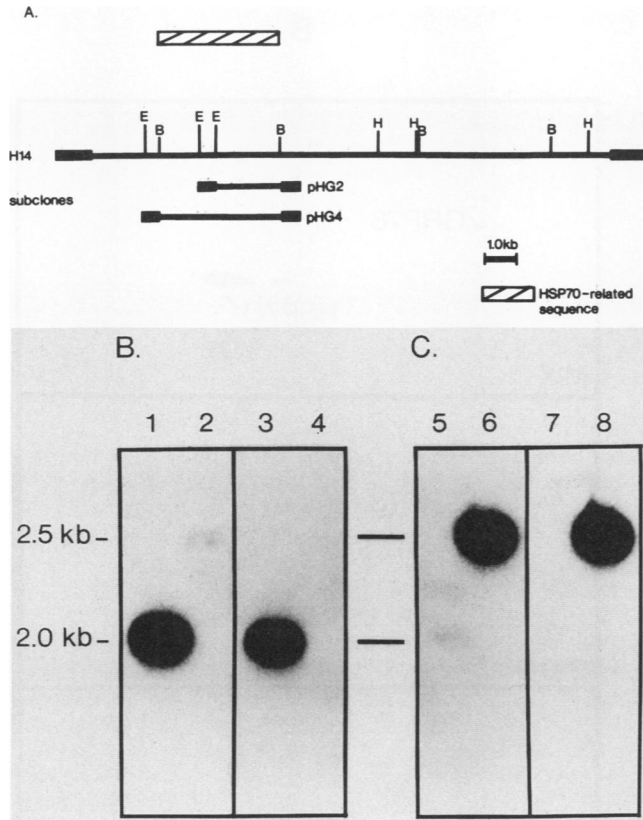 A.
E B E E B H H B B H
H14
subclones
pHG2
pHG4
1.0kb
HSP70-related
sequence
B. C.
1 2 3 4 5 6 7 8
2.5 kb –
2.0 kb –